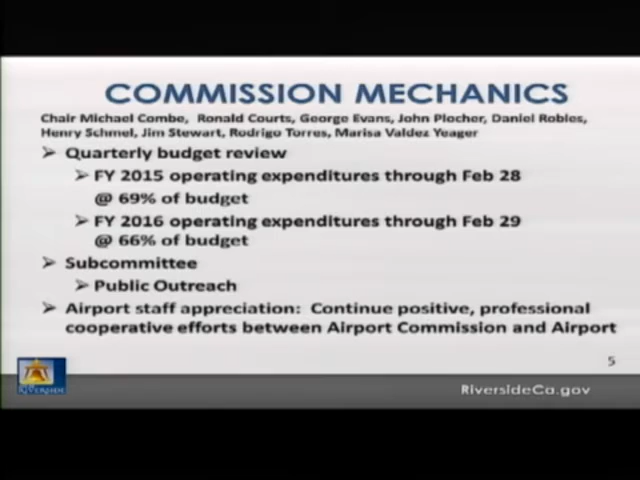 COMMISSION MECHANICS
Chair Michael Combe,  Ronald Courts, George Evans, John Plocher, Daniel Robles,
Henry Schmel, Jim Stewart, Rodrigo Torres, Marisa Valdez Yeager
➢ Quarterly budget review
➢ FY 2015 operating expenditures through Feb 28
@ 69% of budget
➢ FY 2016 operating expenditures through Feb 29
@ 66% of budget
➢ Subcommittee
➢ Public Outreach
➢ Airport staff appreciation:  Continue positive, professional
cooperative efforts between Airport Commission and Airport
5
RIVERSIDE
RiversideCa.gov